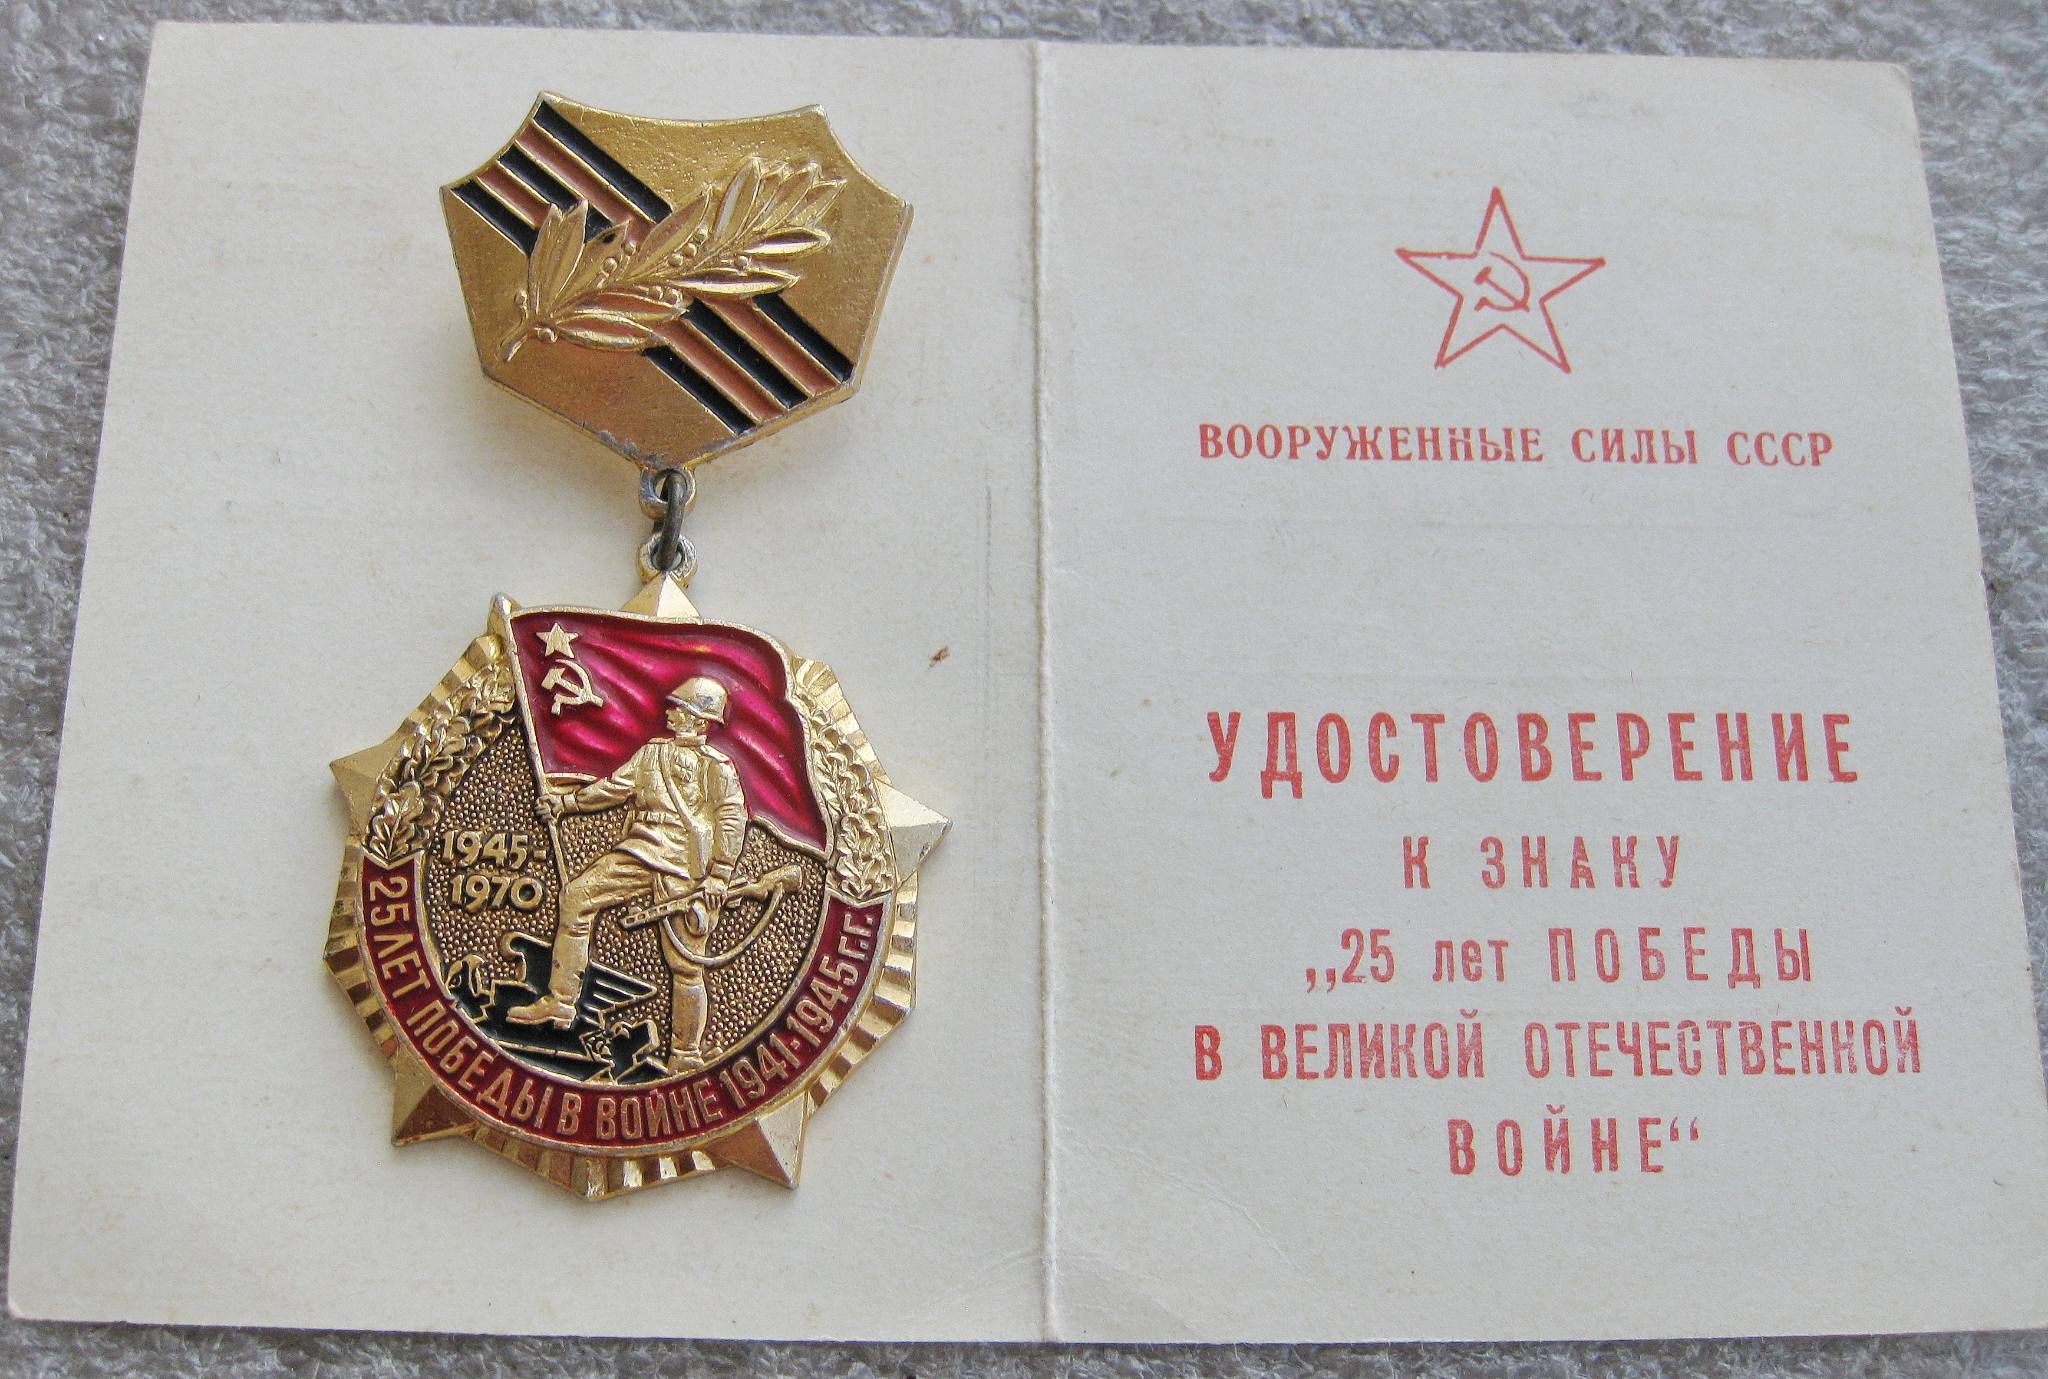 1945-
1970
25 ЛЕТ ПОБЕДЫ В ВОЙНЕ 1941-1945 г.г.
ВООРУЖЕННЫЕ СИЛЫ СССР
УДОСТОВЕРЕНИЕ
К ЗНАКУ
„25 лет ПОБЕДЫ
В ВЕЛИКОЙ ОТЕЧЕСТВЕННОЙ
ВОЙНЕ“